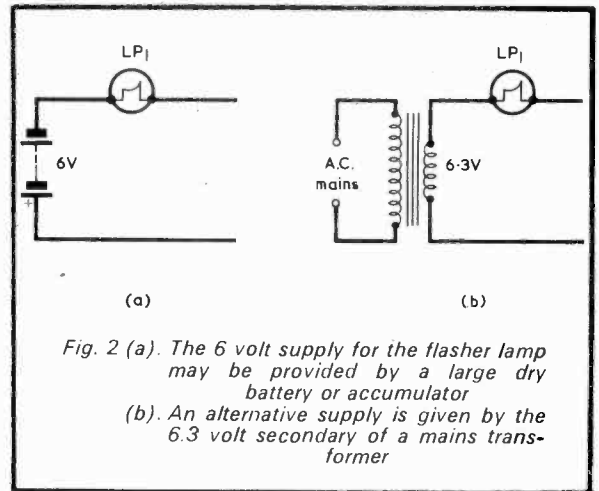 LP1
6V
+
(a)
LP1
A.C.
mains
6·3V
(b)
Fig. 2 (a). The 6 volt supply for the flasher lamp
may be provided by a large dry
battery or accumulator
(b). An alternative supply is given by the
6.3 volt secondary of a mains trans-
former